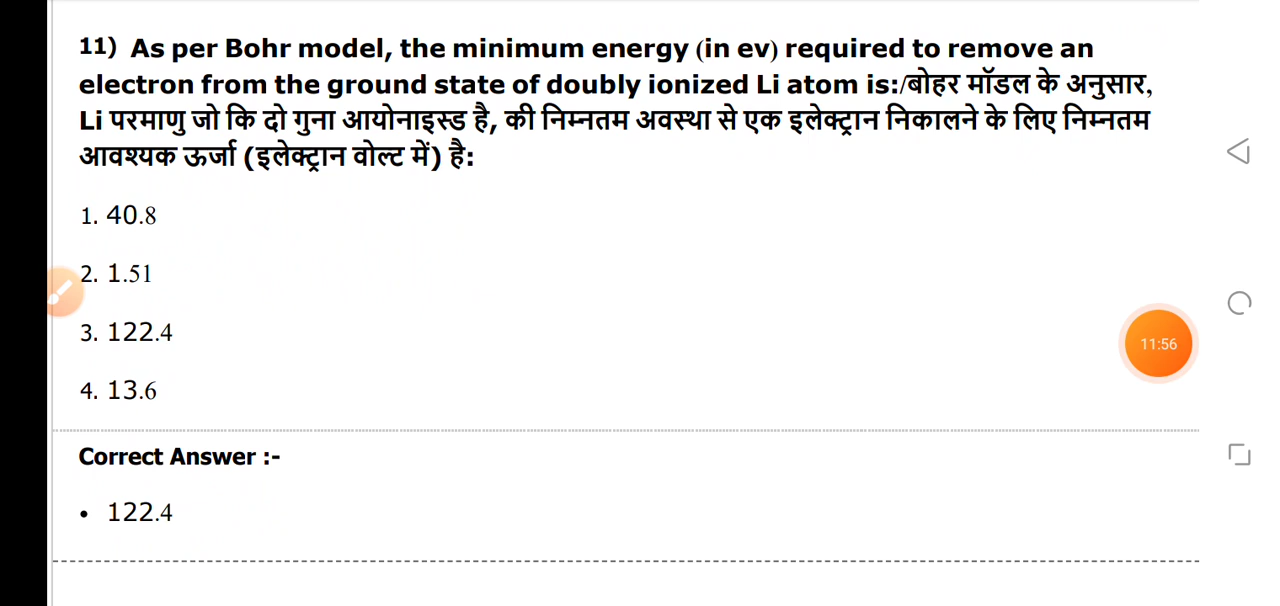 11) As per Bohr model, the minimum energy (in ev) required to remove an
electron from the ground state of doubly ionized Li atom is:/बोहर मॉडल के अनुसार,
Li परमाणु जो कि दो गुना आयोनाइस्ड है, की निम्नतम अवस्था से एक इलेक्ट्रान निकालने के लिए निम्नतम
आवश्यक ऊर्जा (इलेक्ट्रान वोल्ट में) है:
1. 40.8
2. 1.51
3. 122.4
11:56
4. 13.6
Correct Answer :-
• 122.4